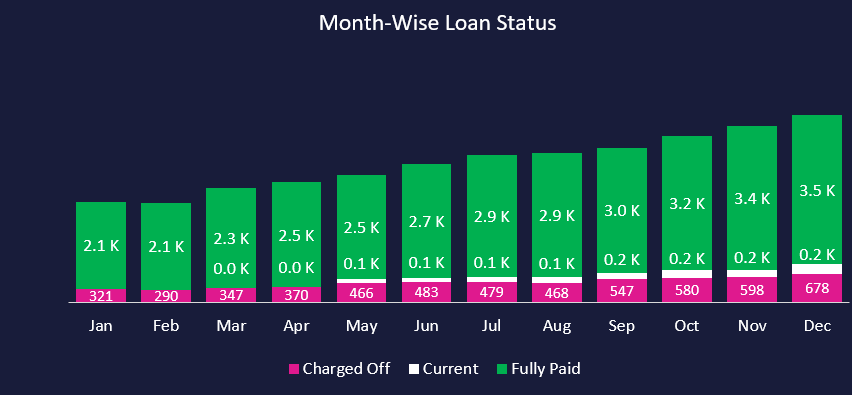 Month-Wise Loan Status
2.1 K 2.1 K 2.3 K 2.5 K 2.5 K 2.7 K 2.9 K 2.9 K 3.0 K 3.2 K 3.4 K 3.5 K
0.0 K 0.0 K 0.1 K 0.1 K 0.1 K 0.1 K 0.2 K 0.2 K 0.2 K 0.2 K
321 290 347 370 466 483 479 468 547 580 598 678
Jan Feb Mar Apr May Jun Jul Aug Sep Oct Nov Dec
Charged Off Current Fully Paid